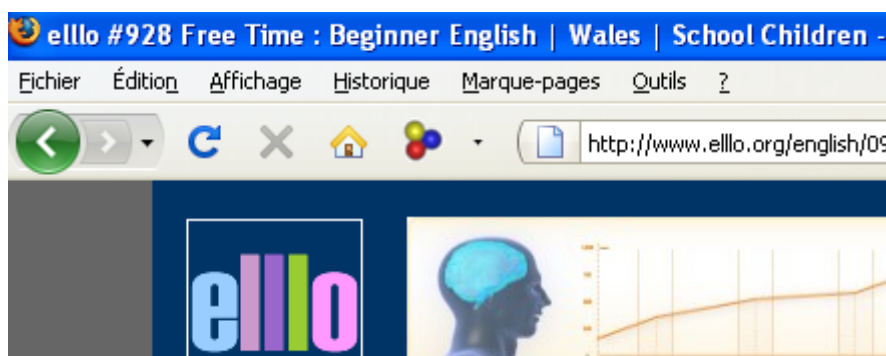 elllo #928 Free Time : Beginner English | Wales | School Children -
Fichier Édition Affichage Historique Marque-pages Outils ?
http://www.elllo.org/english/09
elllo